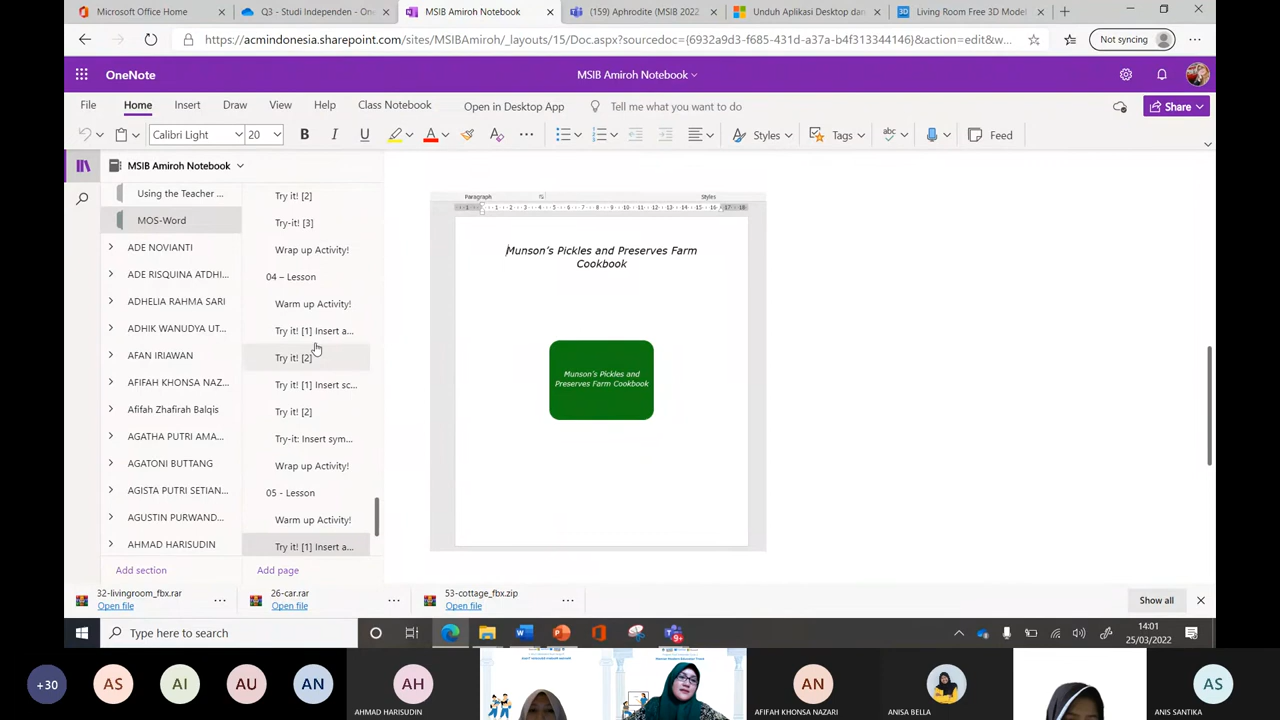 Microsoft Office Home
Q3 - Studi Independen - On
MSIB Amiroh Notebook
(159) Aphrodite (MSIB 2022
Unduh Aplikasi Desktop dan
Living Room Free 3D Model
https://acmindonesia.sharepoint.com/sites/MSIBAmiroh/_layouts/15/Doc.aspx?sourcedoc={6932a9d3-f685-431d-a37a-b4f313344146}&action=edit&w...
Not syncing
OneNote
MSIB Amiroh Notebook
File
Home
Insert
Draw
View
Help
Class Notebook
Open in Desktop App
Tell me what you want to do
Share
Calibri Light
20
B
I
U
Styles
Tags
abc
Feed
MSIB Amiroh Notebook
Using the Teacher ...
MOS-Word
ADE NOVIANTI
ADE RISQUINA ATDHI...
ADHELIA RAHMA SARI
ADHIK WANUDYA UT...
AFAN IRIAWAN
AFIFAH KHONSA NAZ...
Afifah Zhafirah Balqis
AGATHA PUTRI AMA...
AGATONI BUTTANG
AGISTA PUTRI SETIAN...
AGUSTIN PURWAND...
AHMAD HARISUDIN
Add section
Try it! [2]
Try-it! [3]
Wrap up Activity!
04 – Lesson
Warm up Activity!
Try it! [1] Insert a...
Try it! [2]
Try it! [1] Insert sc...
Try it! [2]
Try-it: Insert sym...
Wrap up Activity!
05 - Lesson
Warm up Activity!
Try it! [1] Insert a...
Add page
Paragraph
Styles
Munson's Pickles and Preserves Farm
Cookbook
Munson's Pickles and
Preserves Farm Cookbook
32-livingroom_fbx.rar
Open file
26-car.rar
Open file
53-cottage_fbx.zip
Open file
Show all
Type here to search
14:01
25/03/2022
+30
AS
AI
AU
AN
AH
AHMAD HARISUDIN
AN
AFIFAH KHONSA NAZARI
ANISA BELLA
AS
ANIS SANTIKA